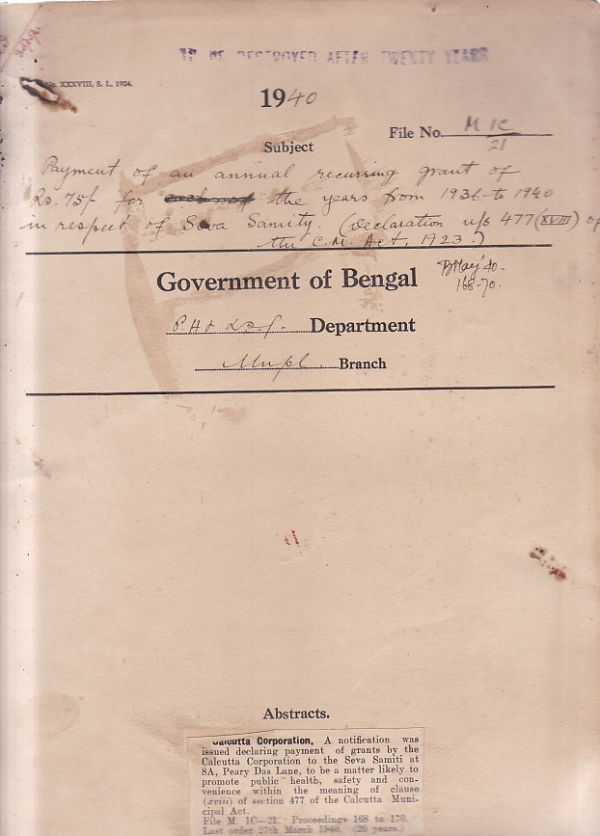 TO BE DESTROYED AFTER TWENTY YEARS
XXXVIII, S. L., 1924.
1940
File No. M 1C
21
Subject
Payment of an annual recurring grant of
Rs. 75/- for the years from 1936 to 1940
in respect of Seva Samity. (Declaration u/s 477(XVIII) of
the C.M. Act, 1923.)
Government of Bengal
B May '40.
168-70.
P.H & L.S.G. Department
Munpl. Branch
Abstracts.
Calcutta Corporation. A notification was
issued declaring payment of grants by the
Calcutta Corporation to the Seva Samiti at
8A, Peary Das Lane, to be a matter likely to
promote public health, safety and con-
venience within the meaning of clause
(xviii) of section 477 of the Calcutta Muni-
cipal Act.
File M. 1C—21. Proceedings 168 to 170.
Last order 27th March 1940. (20 years.)